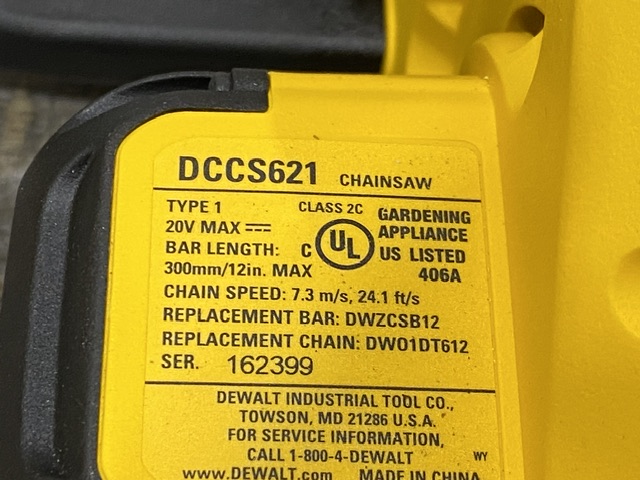 DCCS621 CHAINSAW
TYPE 1 CLASS 2C GARDENING
20V MAX APPLIANCE
BAR LENGTH: C UL US LISTED
300mm/12in. MAX 406A
CHAIN SPEED: 7.3 m/s, 24.1 ft/s
REPLACEMENT BAR: DWZCSB12
REPLACEMENT CHAIN: DWO1DT612
SER. 162399
DEWALT INDUSTRIAL TOOL CO.,
TOWSON, MD 21286 U.S.A.
FOR SERVICE INFORMATION,
CALL 1-800-4-DEWALT WY
www.DEWALT.com MADE IN CHINA